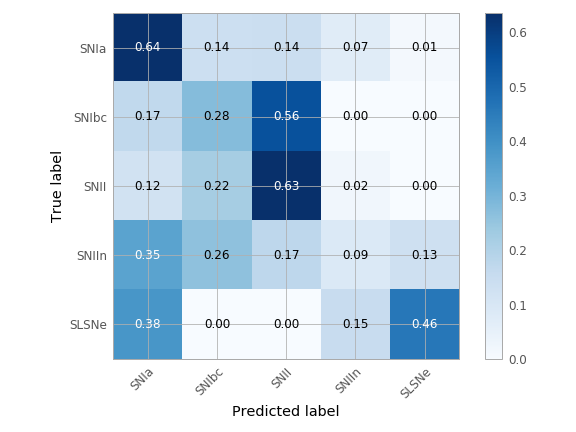 SNIa 0.64 0.14 0.14 0.07 0.01
SNIbc 0.17 0.28 0.56 0.00 0.00
SNII 0.12 0.22 0.63 0.02 0.00
SNIIn 0.35 0.26 0.17 0.09 0.13
SLSNe 0.38 0.00 0.00 0.15 0.46
SNIa SNIbc SNII SNIIn SLSNe
True label
Predicted label
0.6
0.5
0.4
0.3
0.2
0.1
0.0